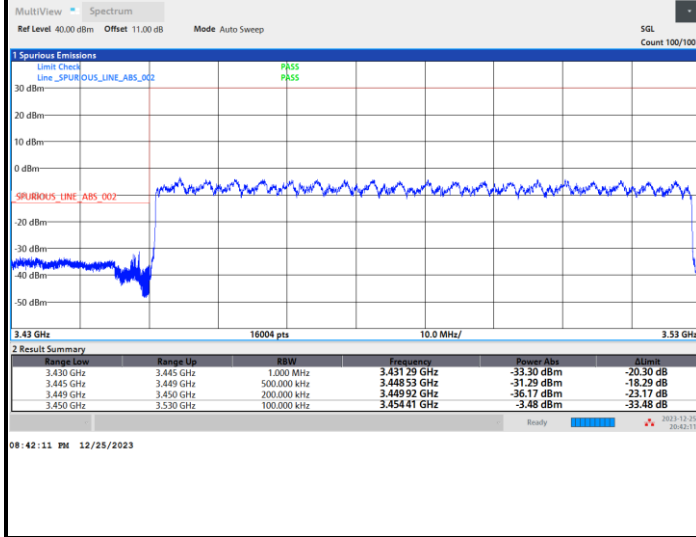 MultiView Spectrum
Ref Level 40.00 dBm Offset 11.00 dB Mode Auto Sweep SGL
Count 100/100
1 Spurious Emissions
Limit Check PASS
Line _SPURIOUS_LINE_ABS_002 PASS
30 dBm
20 dBm
10 dBm
0 dBm
SPURIOUS_LINE_ABS_002
-20 dBm
-30 dBm
-40 dBm
-50 dBm
3.43 GHz 16004 pts 10.0 MHz/ 3.53 GHz
2 Result Summary
Range Low Range Up RBW Frequency Power Abs ΔLimit
3.430 GHz 3.445 GHz 1.000 MHz 3.431 29 GHz -33.30 dBm -20.30 dB
3.445 GHz 3.449 GHz 500.000 kHz 3.448 53 GHz -31.29 dBm -18.29 dB
3.449 GHz 3.450 GHz 200.000 kHz 3.449 92 GHz -36.17 dBm -23.17 dB
3.450 GHz 3.530 GHz 100.000 kHz 3.454 41 GHz -3.48 dBm -33.48 dB
Ready 2023-12-25
20:42:11
08:42:11 PM 12/25/2023